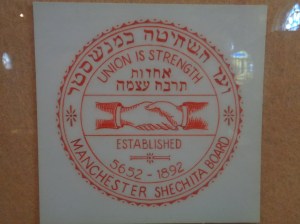 ועד השחיטה במנשסטר
UNION IS STRENGTH
אחדות
תרבה עצמה
ESTABLISHED
5652 - 1892
MANCHESTER SHECHITA BOARD